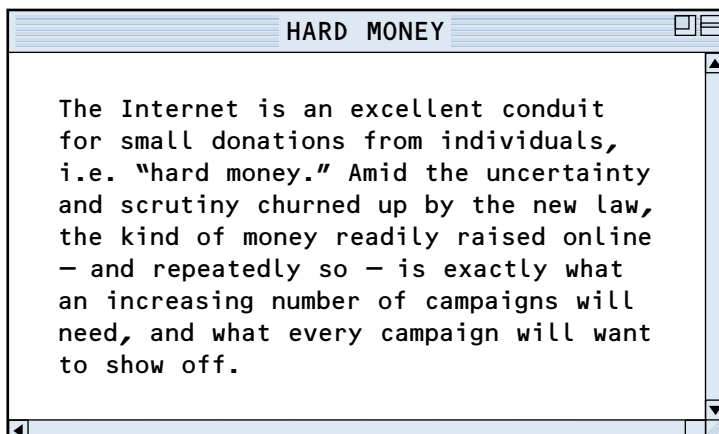 HARD MONEY
The Internet is an excellent conduit
for small donations from individuals,
i.e. “hard money.” Amid the uncertainty
and scrutiny churned up by the new law,
the kind of money readily raised online
— and repeatedly so — is exactly what
an increasing number of campaigns will
need, and what every campaign will want
to show off.